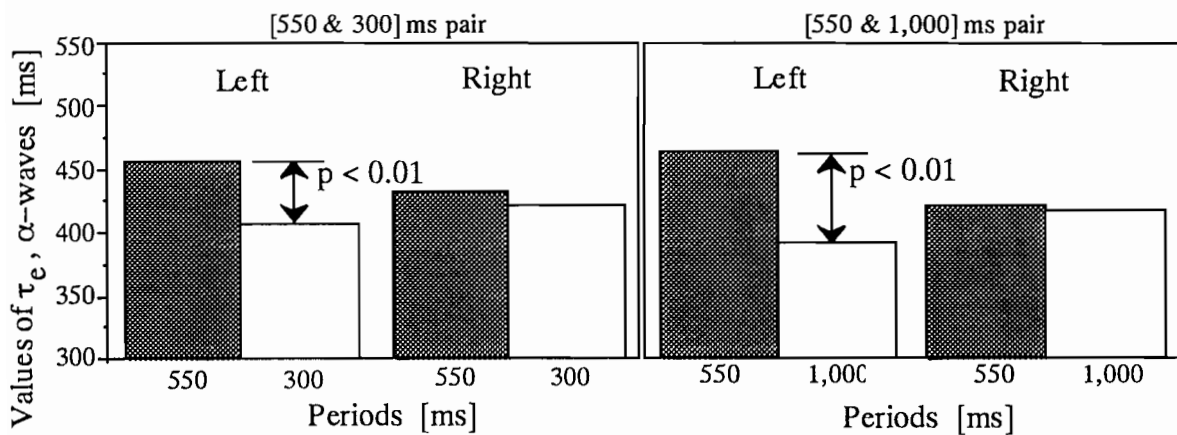 [550 & 300] ms pair
[550 & 1,000] ms pair
Values of τe, α–waves [ms]
550
500
450
400
350
300
Left
Right
p < 0.01
550
300
550
300
Periods [ms]
Left
Right
p < 0.01
550
1,000
550
1,000
Periods [ms]